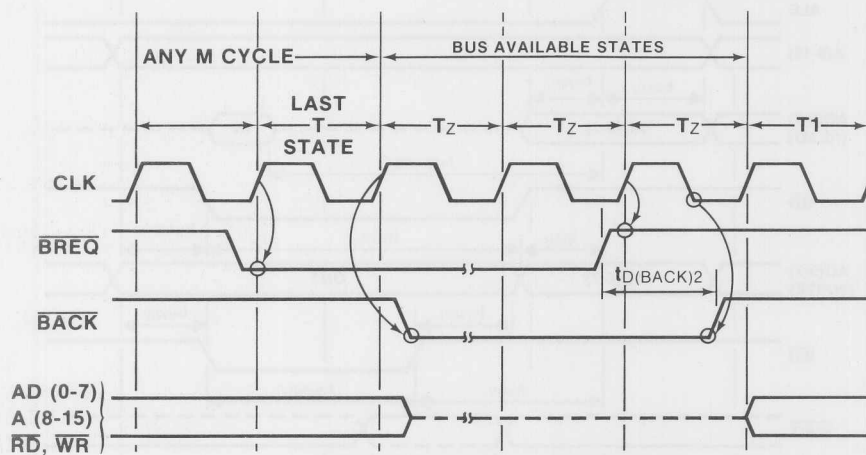 ANY M CYCLE
BUS AVAILABLE STATES
LAST
T
STATE
TZ
TZ
TZ
T1
CLK
BREQ
tD(BACK)2
BACK
AD (0-7)
A (8-15)
RD, WR